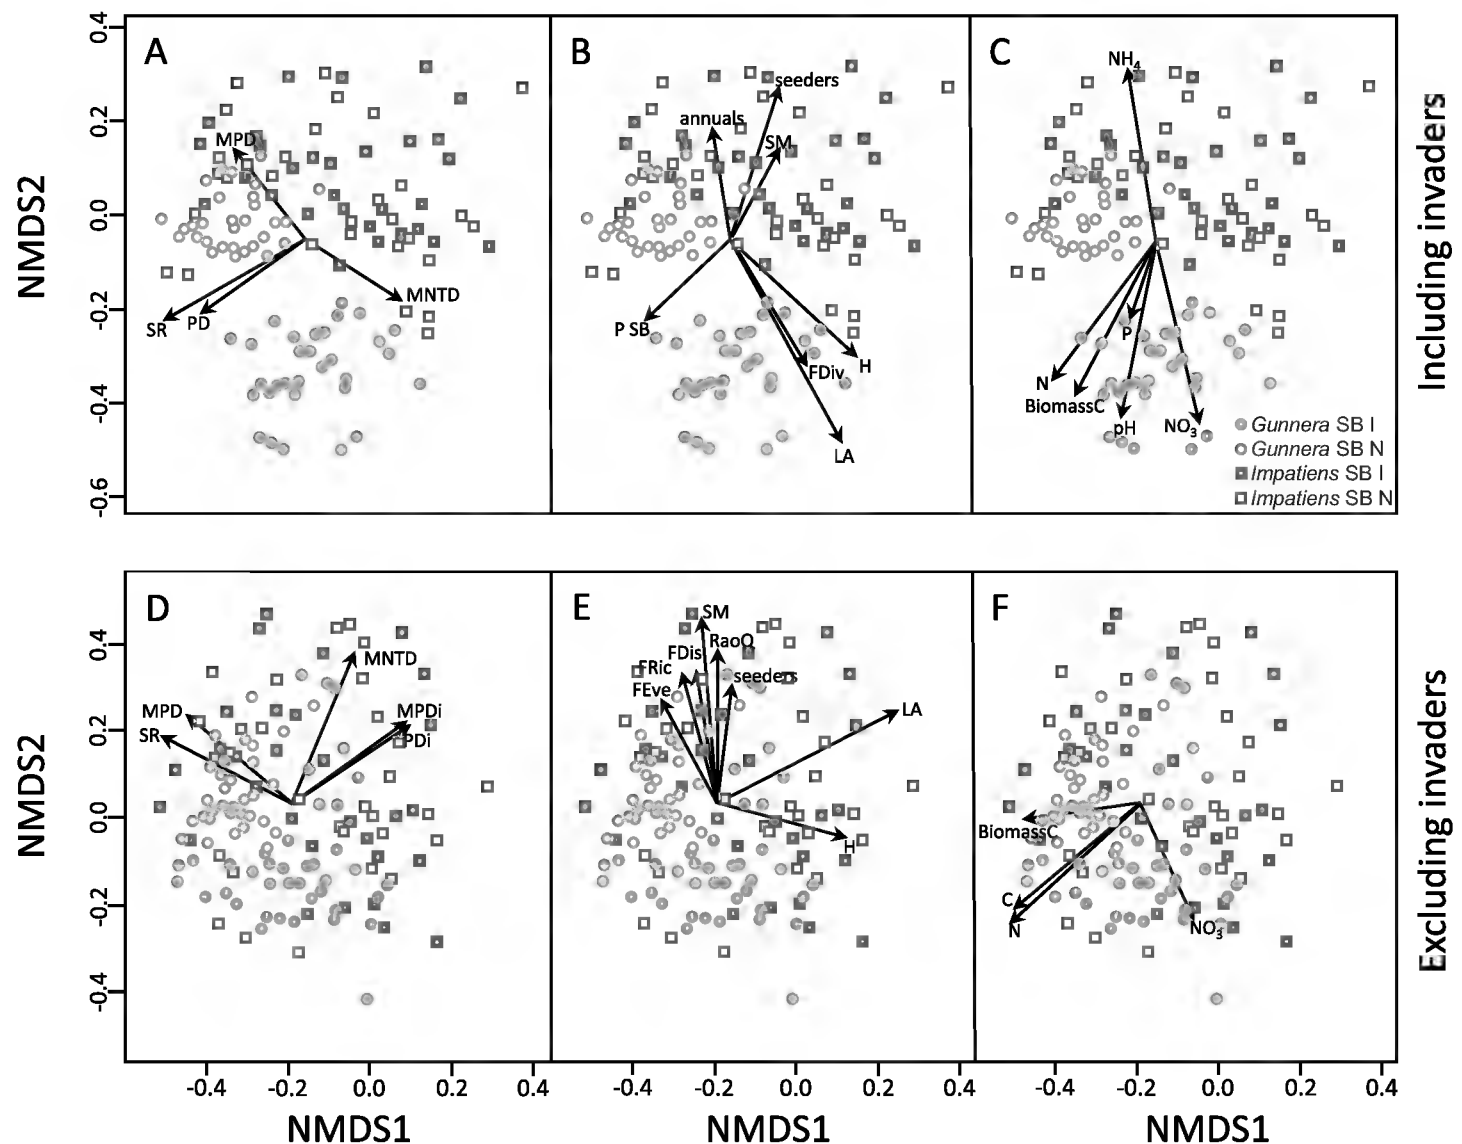 A
B
C
0.4
0.2
0.0
-0.2
-0.4
-0.6
NMDS2
MPD
SR
PD
MNTD
annuals
seeders
SM
P SB
FDiv
H
LA
NH4
N
BiomassC
P
pH
NO3
Gunnera SB I
Gunnera SB N
Impatiens SB I
Impatiens SB N
Including invaders
D
E
F
0.4
0.2
0.0
-0.2
-0.4
NMDS2
MNTD
MPD
SR
MPDi
PDi
SM
RaoQ
FDis
FRic
FEve
seeders
LA
H
BiomassC
C
N
NO3
Excluding invaders
-0.4 -0.2 0.0 0.2 0.4
-0.4 -0.2 0.0 0.2 0.4
-0.4 -0.2 0.0 0.2 0.4
NMDS1
NMDS1
NMDS1